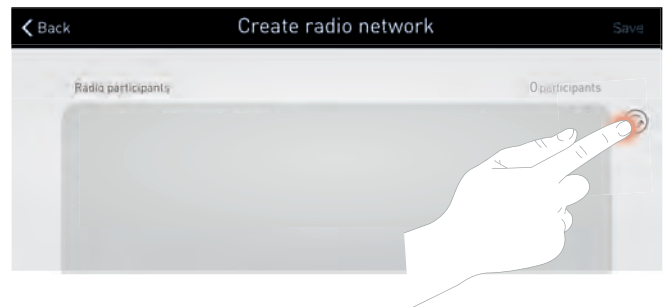 Back
Create radio network
Save
Radio participants
0 participants